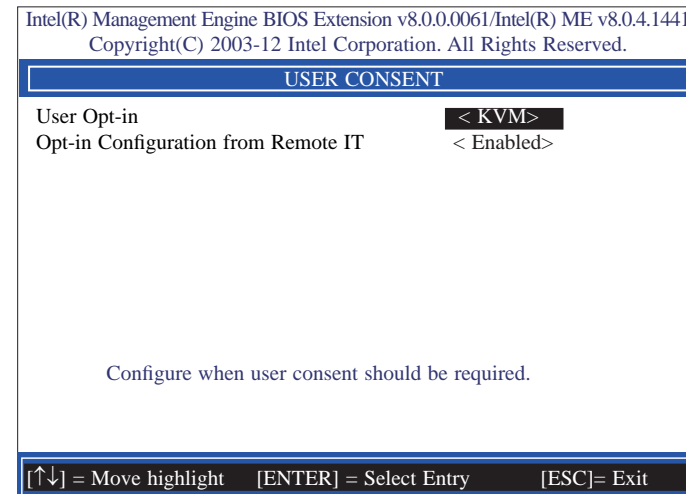 Intel(R) Management Engine BIOS Extension v8.0.0.0061/Intel(R) ME v8.0.4.1441
Copyright(C) 2003-12 Intel Corporation. All Rights Reserved.
USER CONSENT
User Opt-in < KVM>
Opt-in Configuration from Remote IT < Enabled>
Configure when user consent should be required.
[↑↓] = Move highlight [ENTER] = Select Entry [ESC]= Exit